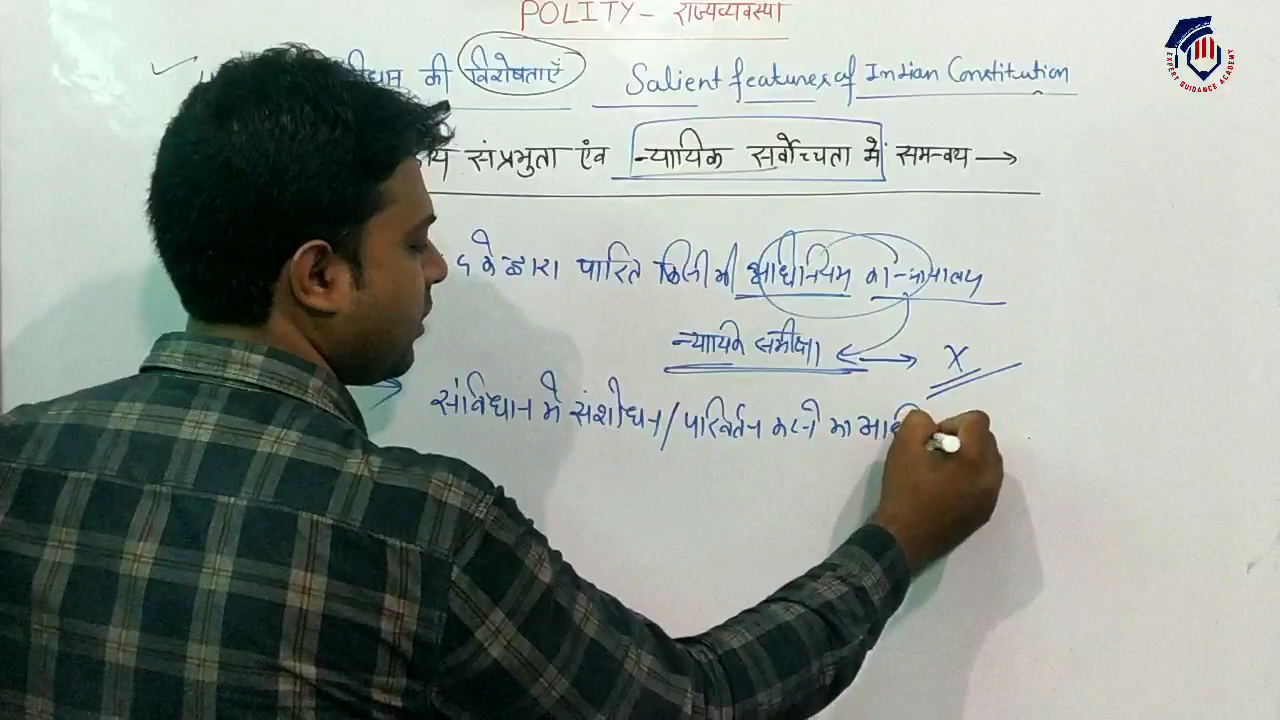 POLITY - राज्यव्यवस्था
की विशेषताएँ Salient features of Indian Constitution
संप्रभुता एंव न्यायिक सर्वोच्चता में समन्वय →
के द्वारा पारित किसी भी अधिनियम का न्यायालय
न्यायिक समीक्षा X
संविधान में संशोधन/परिवर्तन करने का
EXPERT GUIDANCE ACADEMY